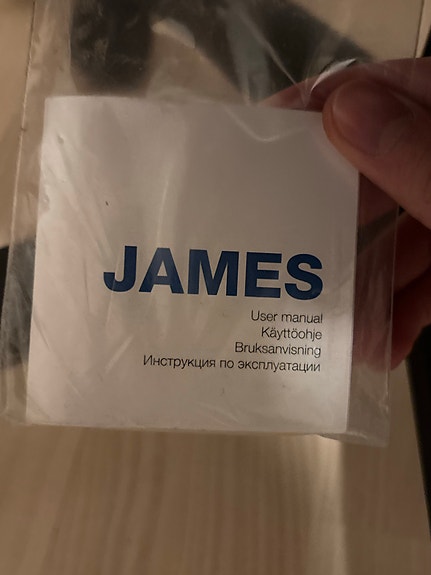 JAMES
User manual
Käyttöohje
Bruksanvisning
Инструкция по эксплуатации